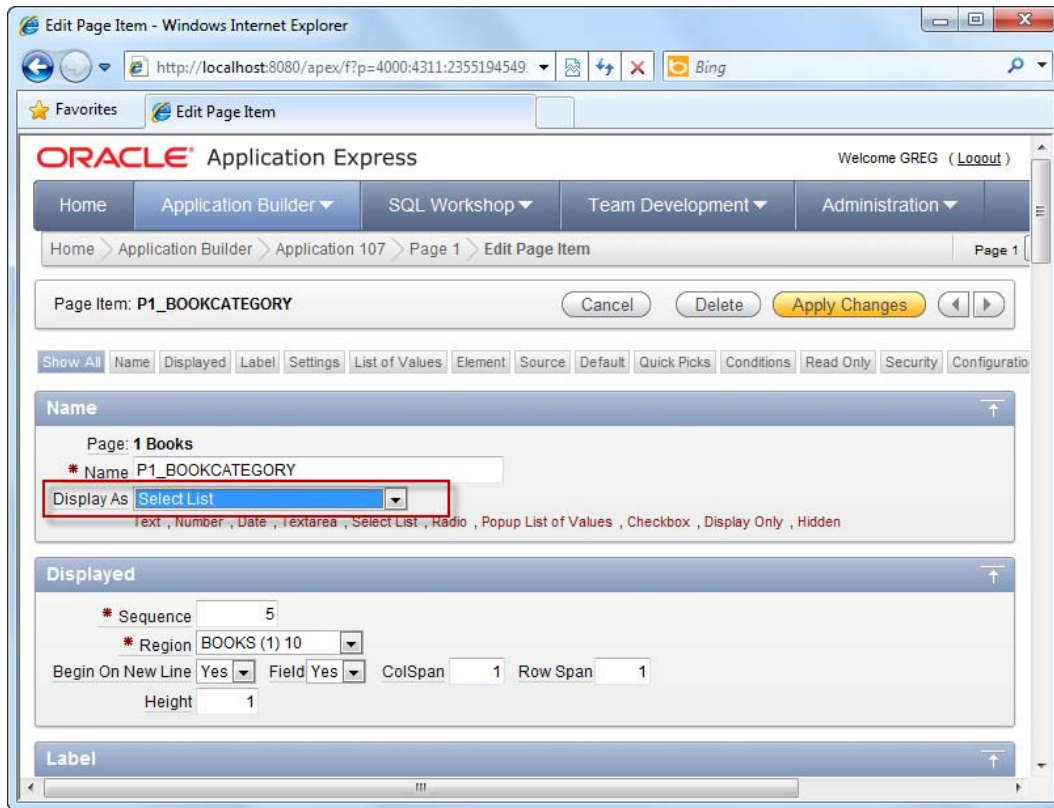 Edit Page Item - Windows Internet Explorer
http://localhost:8080/apex/f?p=4000:4311:2355194549. Bing
Favorites Edit Page Item
ORACLE Application Express Welcome GREG ( Logout )
Home Application Builder SQL Workshop Team Development Administration
Home Application Builder Application 107 Page 1 Edit Page Item Page 1
Page Item: P1_BOOKCATEGORY Cancel Delete Apply Changes
Show All Name Displayed Label Settings List of Values Element Source Default Quick Picks Conditions Read Only Security Configuratio
Name
Page: 1 Books
* Name P1_BOOKCATEGORY
Display As Select List
Text , Number , Date , Textarea , Select List , Radio , Popup List of Values , Checkbox , Display Only , Hidden
Displayed
* Sequence 5
* Region BOOKS (1) 10
Begin On New Line Yes Field Yes ColSpan 1 Row Span 1
Height 1
Label